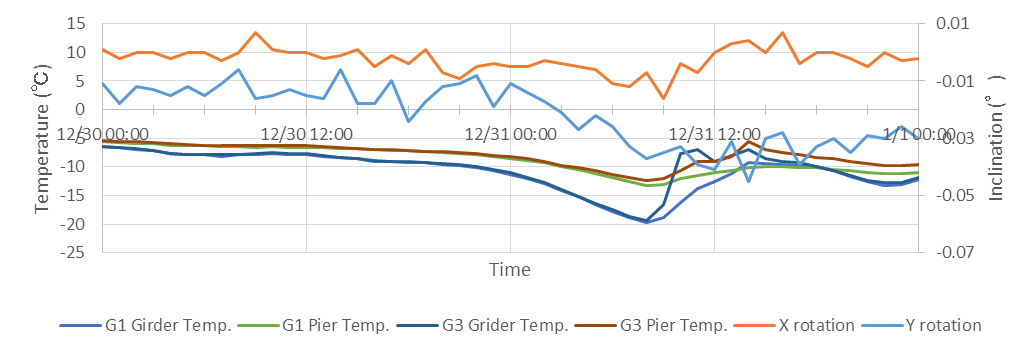 15
10
5
0
-5
-10
-15
-20
-25
Temperature (℃)
0.01
-0.01
-0.03
-0.05
-0.07
Inclination (°)
12/30 00:00
12/30 12:00
12/31 00:00
12/31 12:00
1/1 00:00
Time
G1 Girder Temp.
G1 Pier Temp.
G3 Grider Temp.
G3 Pier Temp.
X rotation
Y rotation